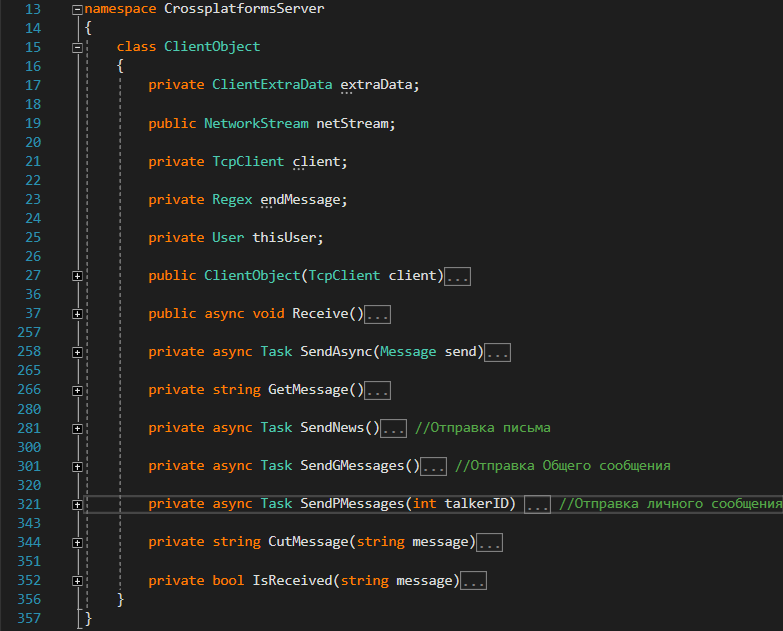 13 namespace CrossplatformsServer
14 {
15 class ClientObject
16 {
17 private ClientExtraData extraData;
18
19 public NetworkStream netStream;
20
21 private TcpClient client;
22
23 private Regex endMessage;
24
25 private User thisUser;
26
27 public ClientObject(TcpClient client)...
36
37 public async void Receive()...
257
258 private async Task SendAsync(Message send)...
265
266 private string GetMessage()...
280
281 private async Task SendNews()... //Отправка письма
300
301 private async Task SendGMessages()... //Отправка Общего сообщения
320
321 private async Task SendPMessages(int talkerID) ... //Отправка личного сообщения
343
344 private string CutMessage(string message)...
351
352 private bool IsReceived(string message)...
356 }
357 }